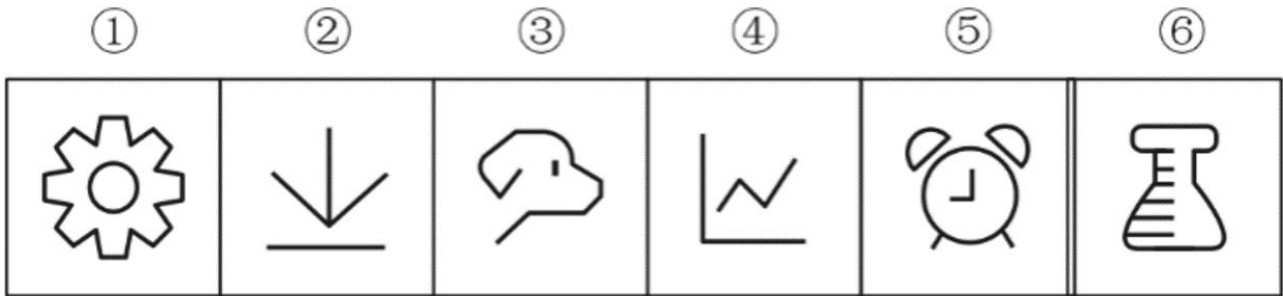 ① ② ③ ④ ⑤ ⑥